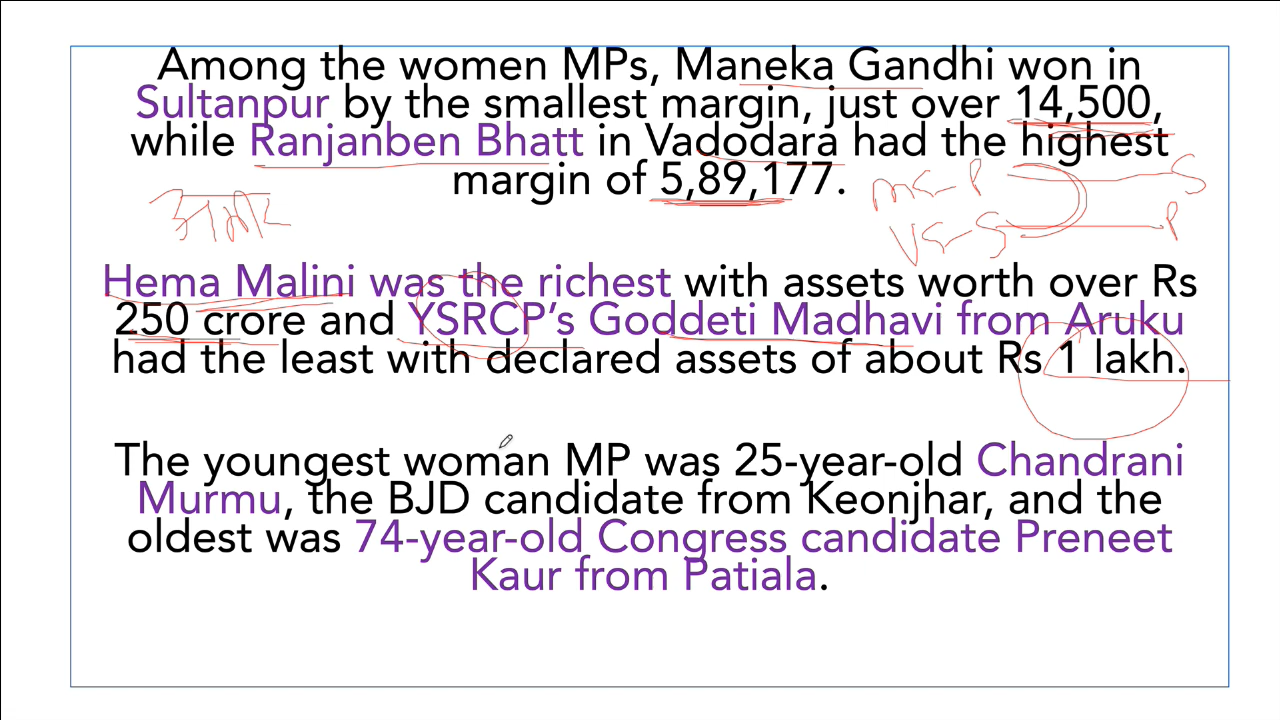 Among the women MPs, Maneka Gandhi won in
Sultanpur by the smallest margin, just over 14,500,
while Ranjanben Bhatt in Vadodara had the highest
margin of 5,89,177.
Hema Malini was the richest with assets worth over Rs
250 crore and YSRCP's Goddeti Madhavi from Aruku
had the least with declared assets of about Rs 1 lakh.
The youngest woman MP was 25-year-old Chandrani
Murmu, the BJD candidate from Keonjhar, and the
oldest was 74-year-old Congress candidate Preneet
Kaur from Patiala.